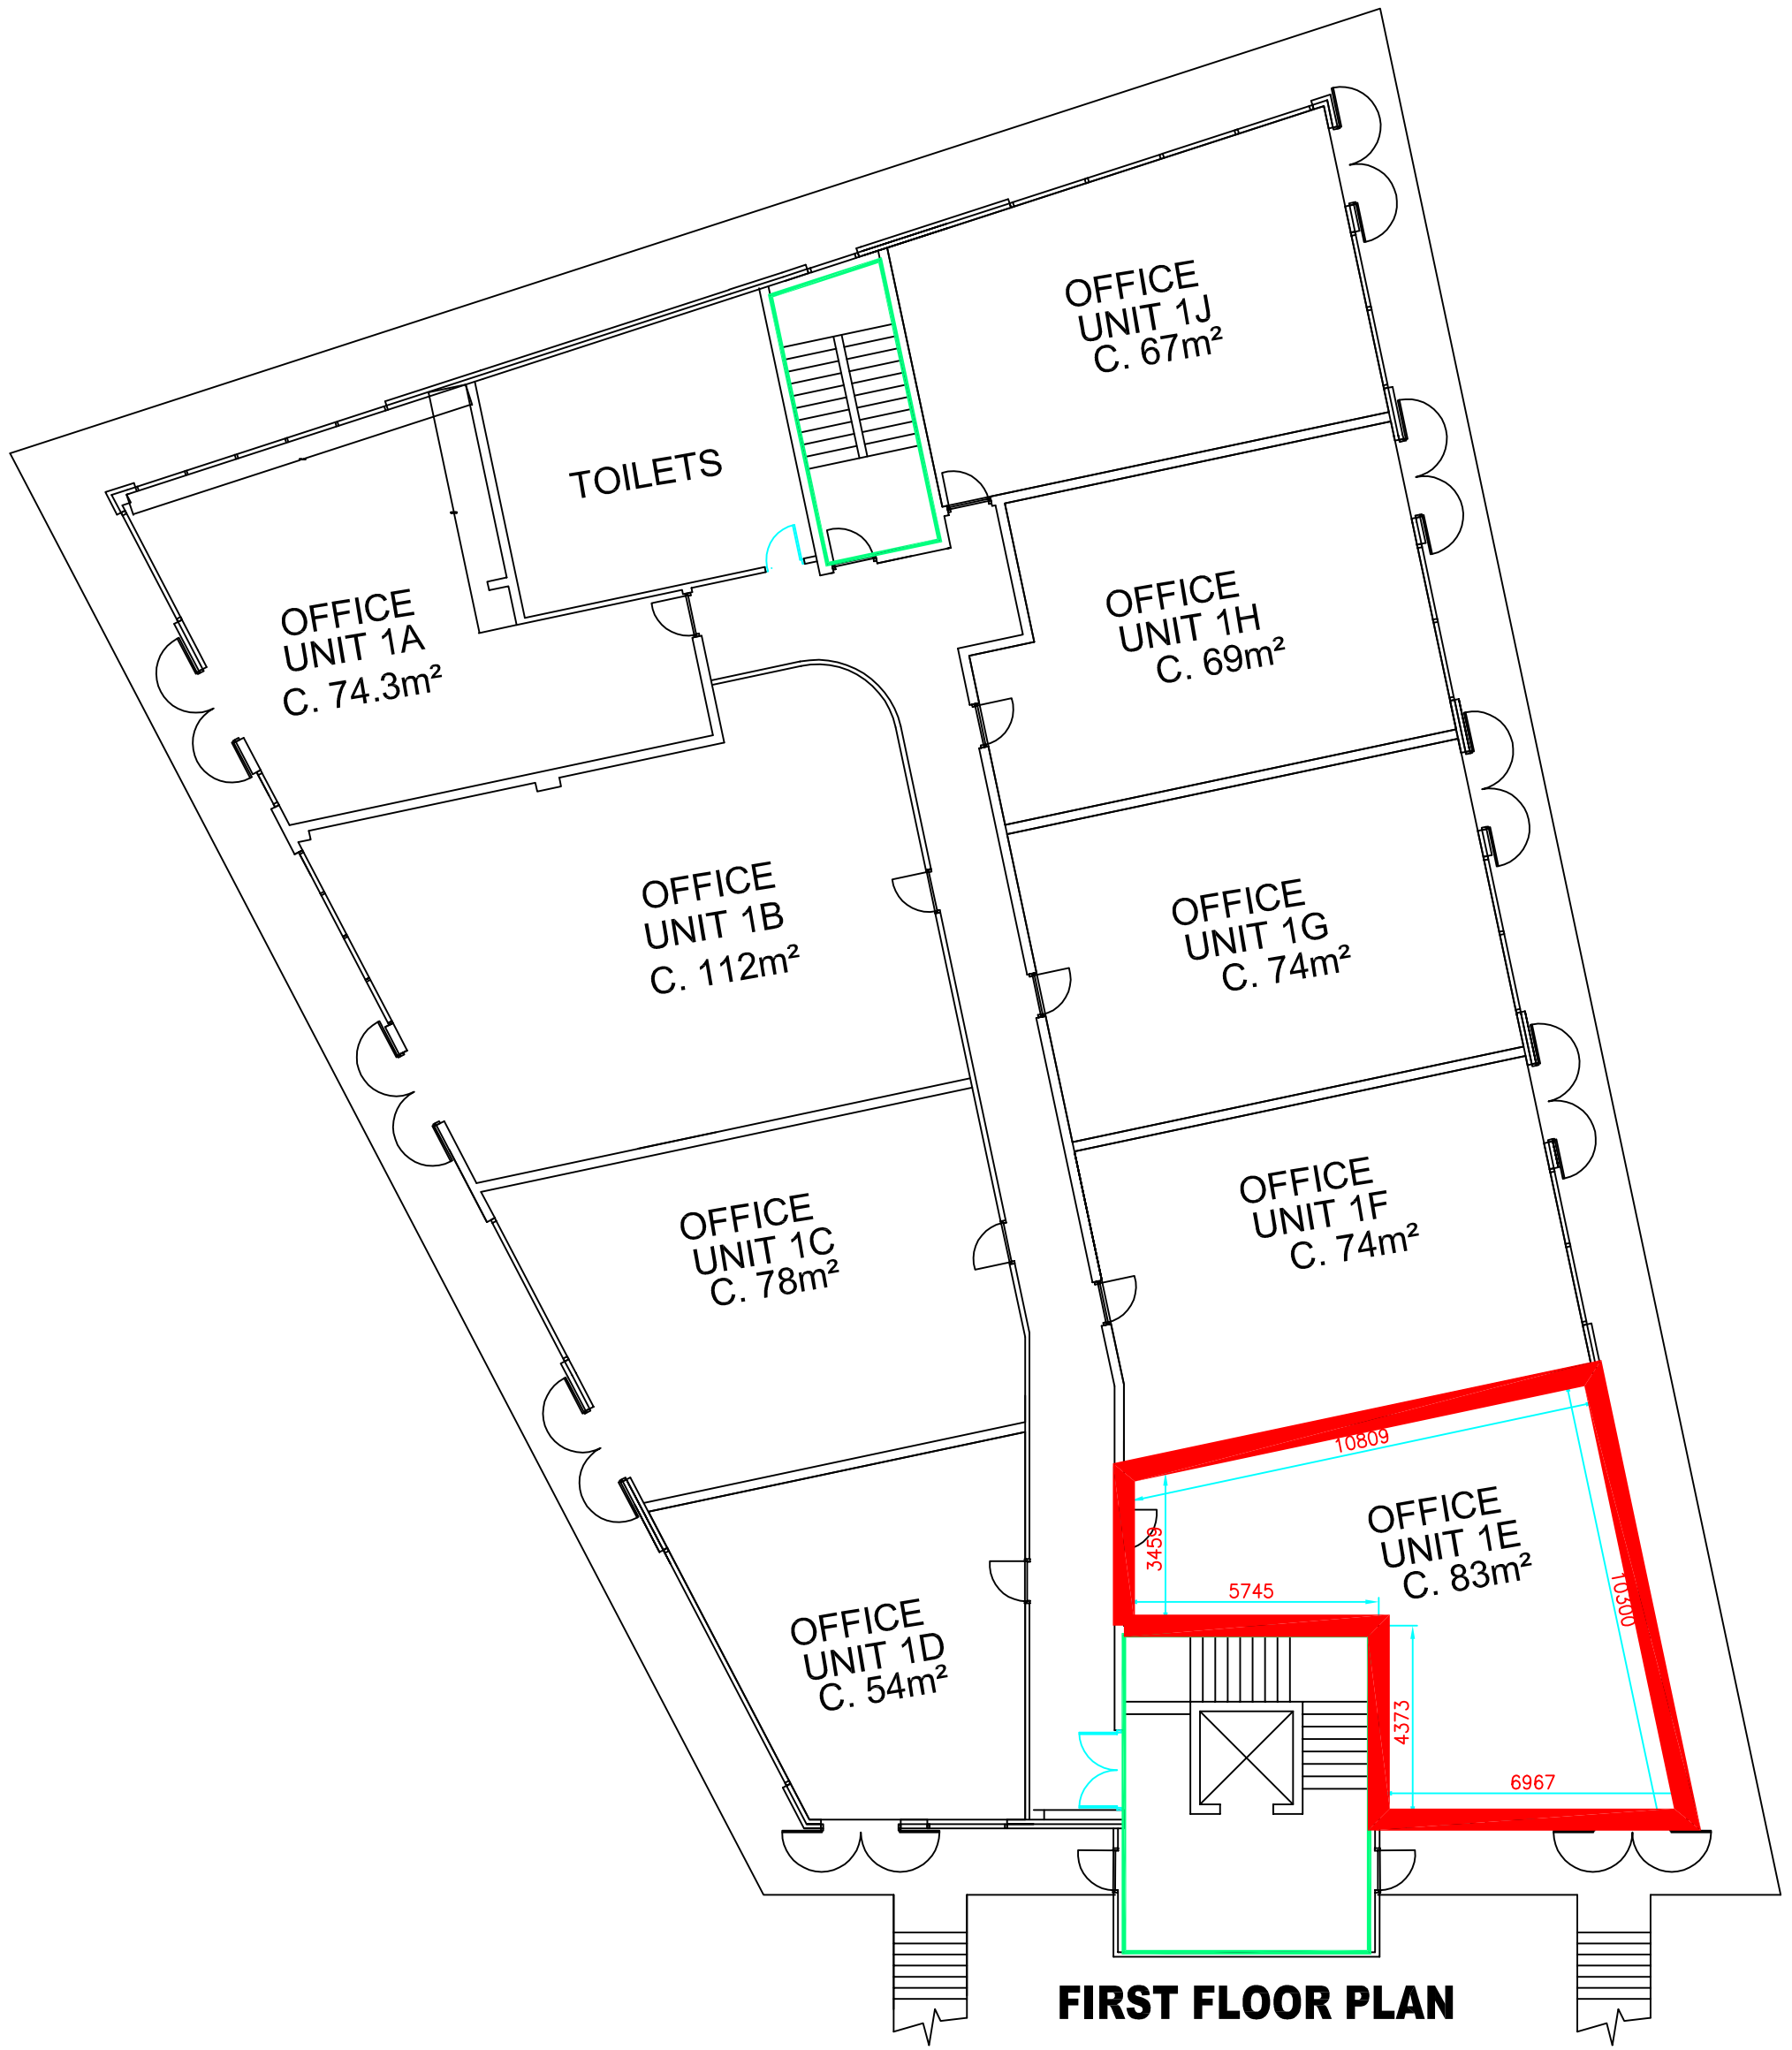 OFFICE
UNIT 1J
C. 67m²
TOILETS
OFFICE
UNIT 1A
C. 74.3m²
OFFICE
UNIT 1H
C. 69m²
OFFICE
UNIT 1B
C. 112m²
OFFICE
UNIT 1G
C. 74m²
OFFICE
UNIT 1C
C. 78m²
OFFICE
UNIT 1F
C. 74m²
10809
OFFICE
UNIT 1E
C. 83m²
3459
5745
10300
OFFICE
UNIT 1D
C. 54m²
4373
6967
FIRST FLOOR PLAN